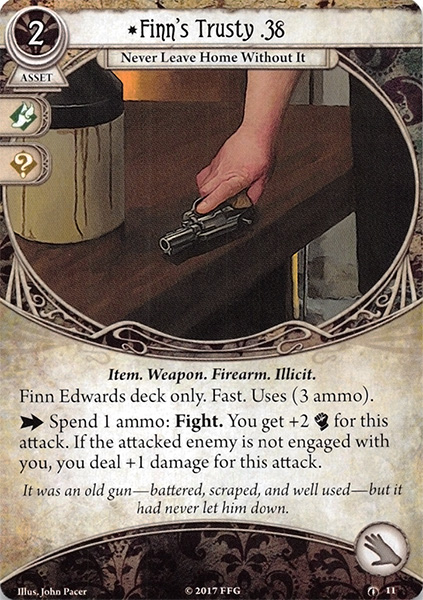 2
*Finn's Trusty .38
ASSET
Never Leave Home Without It
?
Item. Weapon. Firearm. Illicit.
Finn Edwards deck only. Fast. Uses (3 ammo).
Spend 1 ammo: Fight. You get +2 for this
attack. If the attacked enemy is not engaged with
you, you deal +1 damage for this attack.
It was an old gun—battered, scraped, and well used—but it
had never let him down.
Illus. John Pacer
© 2017 FFG
11